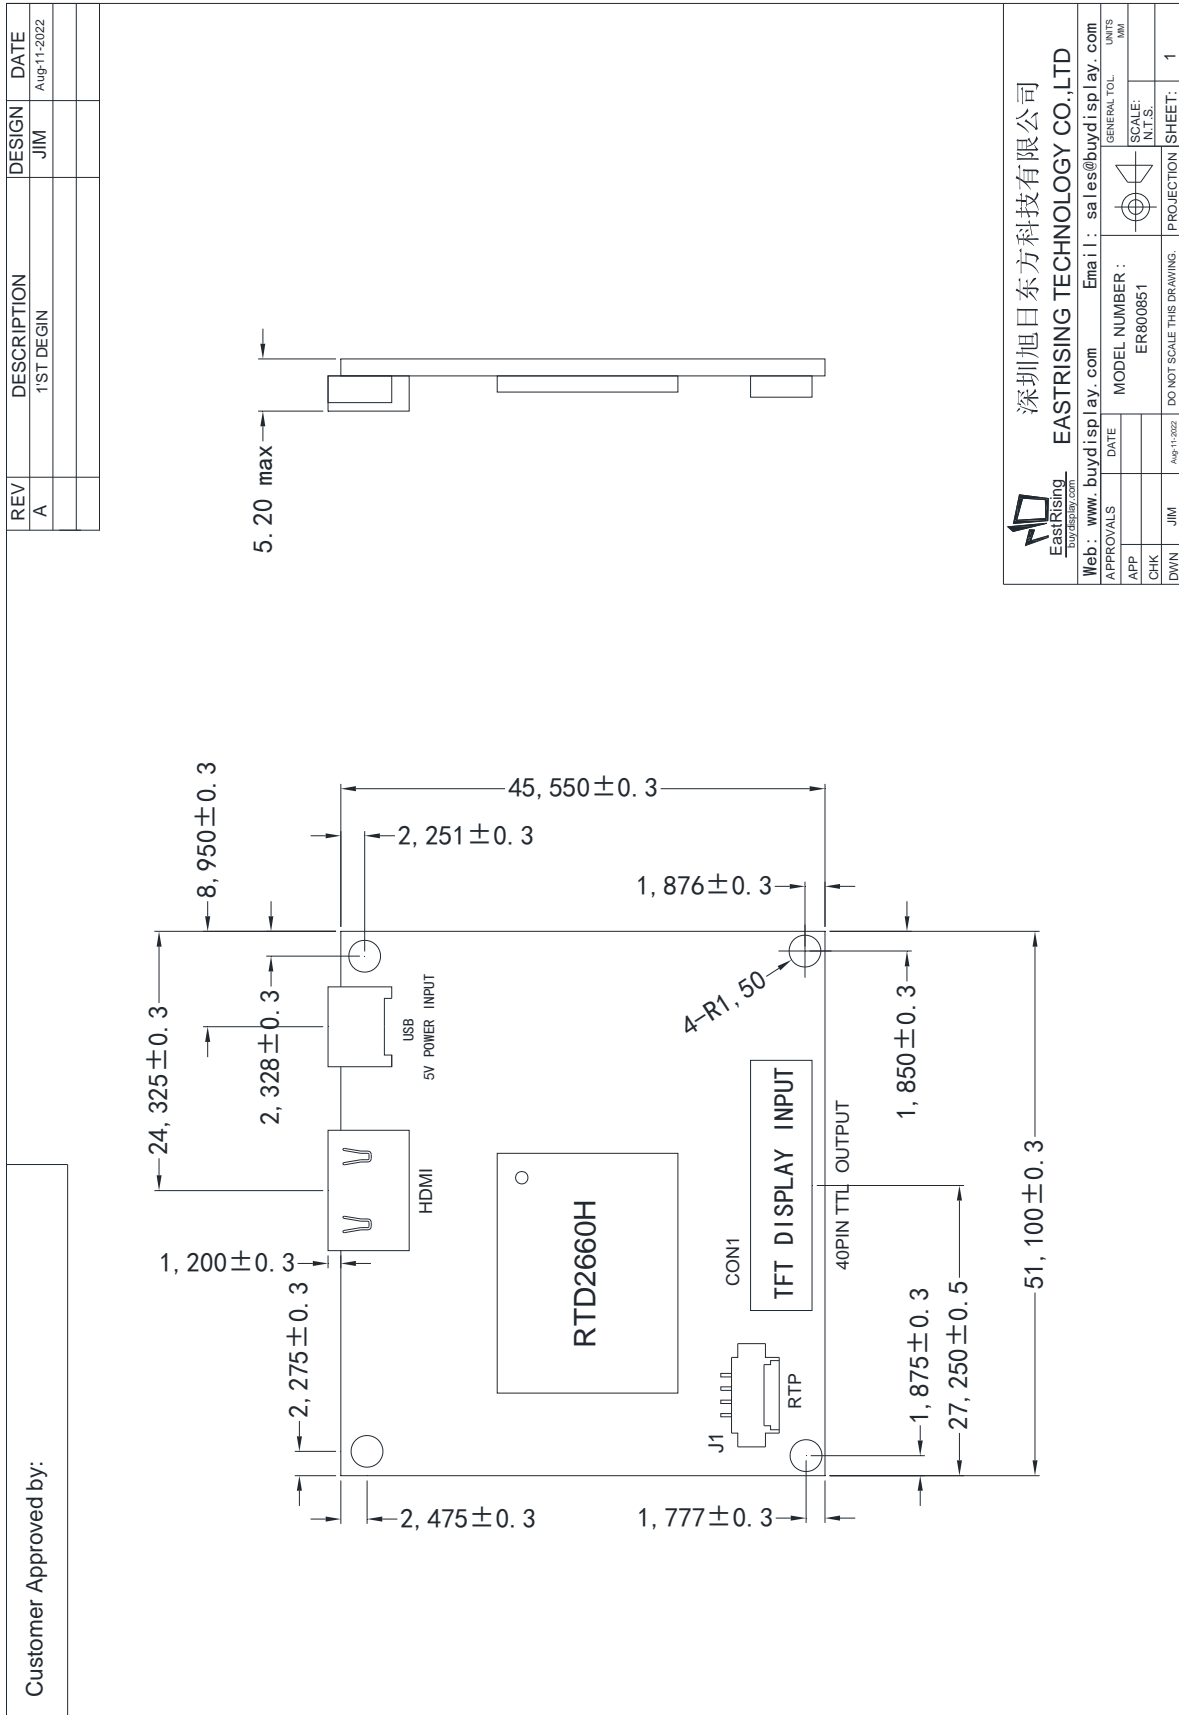 Customer Approved by:
REV DESCRIPTION DESIGN DATE
A 1'ST DEGIN JIM Aug-11-2022
24,325±0.3
8,950±0.3
2,328±0.3
2,275±0.3
1,200±0.3
2,475±0.3
2,251±0.3
45,550±0.3
5.20 max
HDMI
USB
5V POWER INPUT
RTD2660H
4-R1,50
J1
RTP
CON1
TFT DISPLAY INPUT
40PIN TTL OUTPUT
1,777±0.3
1,876±0.3
1,875±0.3
1,850±0.3
27,250±0.5
51,100±0.3
深圳旭日东方科技有限公司
EastRising
buydisplay.com
EASTRISING TECHNOLOGY CO.,LTD
Web: www.buydisplay.com Email: sales@buydisplay.com
APPROVALS DATE
APP
CHK
DWN JIM Aug-11-2022
MODEL NUMBER :
ER800851
DO NOT SCALE THIS DRAWING.
PROJECTION
GENERAL TOL. UNITS
MM
SCALE:
N.T.S.
SHEET: 1